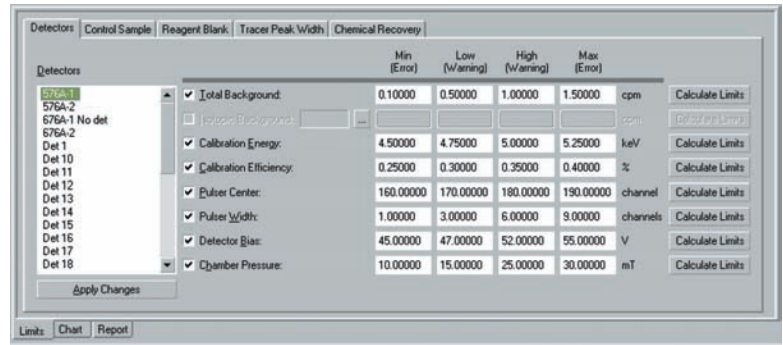 Detectors Control Sample Reagent Blank Tracer Peak Width Chemical Recovery
Detectors
Min (Error) Low (Warning) High (Warning) Max (Error)
576A-1
576A-2
676A-1 No det
676A-2
Det 1
Det 10
Det 11
Det 12
Det 13
Det 14
Det 15
Det 16
Det 17
Det 18
Apply Changes
Total Background: 0.10000 0.50000 1.00000 1.50000 cpm Calculate Limits
Isotopic Background: ... cpm Calculate Limits
Calibration Energy: 4.50000 4.75000 5.00000 5.25000 keV Calculate Limits
Calibration Efficiency: 0.25000 0.30000 0.35000 0.40000 % Calculate Limits
Pulser Center: 160.00000 170.00000 180.00000 190.00000 channel Calculate Limits
Pulser Width: 1.00000 3.00000 6.00000 9.00000 channels Calculate Limits
Detector Bias: 45.00000 47.00000 52.00000 55.00000 V Calculate Limits
Chamber Pressure: 10.00000 15.00000 25.00000 30.00000 mT Calculate Limits
Limits Chart Report